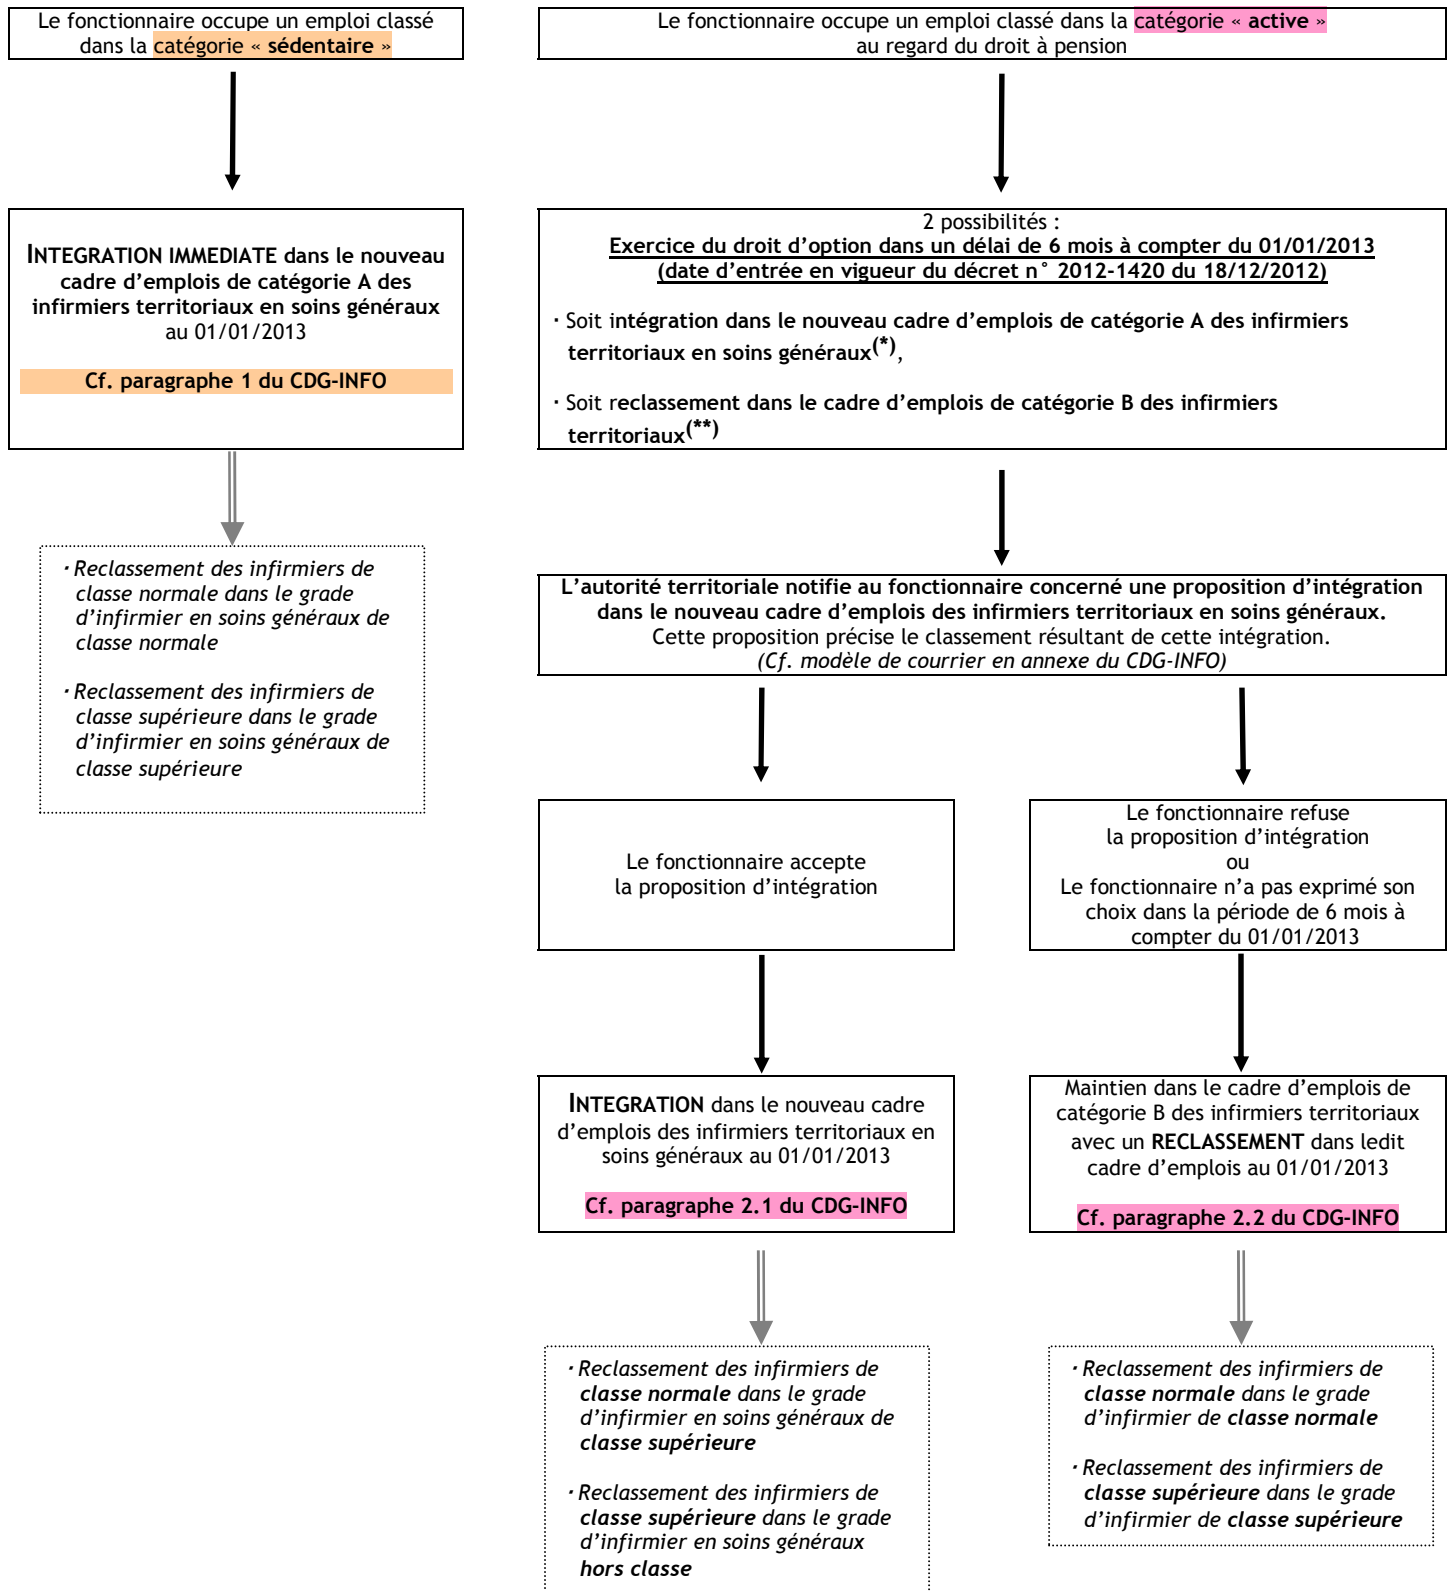 Le fonctionnaire occupe un emploi classé
dans la catégorie « sédentaire »
Le fonctionnaire occupe un emploi classé dans la catégorie « active »
au regard du droit à pension
INTEGRATION IMMEDIATE dans le nouveau
cadre d'emplois de catégorie A des
infirmiers territoriaux en soins généraux
au 01/01/2013
Cf. paragraphe 1 du CDG-INFO
2 possibilités :
Exercice du droit d'option dans un délai de 6 mois à compter du 01/01/2013
(date d'entrée en vigueur du décret n° 2012-1420 du 18/12/2012)
· Soit intégration dans le nouveau cadre d'emplois de catégorie A des infirmiers
territoriaux en soins généraux(*),
· Soit reclassement dans le cadre d'emplois de catégorie B des infirmiers
territoriaux(**)
· Reclassement des infirmiers de
classe normale dans le grade
d'infirmier en soins généraux de
classe normale
· Reclassement des infirmiers de
classe supérieure dans le grade
d'infirmier en soins généraux de
classe supérieure
L'autorité territoriale notifie au fonctionnaire concerné une proposition d'intégration
dans le nouveau cadre d'emplois des infirmiers territoriaux en soins généraux.
Cette proposition précise le classement résultant de cette intégration.
(Cf. modèle de courrier en annexe du CDG-INFO)
Le fonctionnaire accepte
la proposition d'intégration
Le fonctionnaire refuse
la proposition d'intégration
ou
Le fonctionnaire n'a pas exprimé son
choix dans la période de 6 mois à
compter du 01/01/2013
INTEGRATION dans le nouveau cadre
d'emplois des infirmiers territoriaux en
soins généraux au 01/01/2013
Cf. paragraphe 2.1 du CDG-INFO
Maintien dans le cadre d'emplois de
catégorie B des infirmiers territoriaux
avec un RECLASSEMENT dans ledit
cadre d'emplois au 01/01/2013
Cf. paragraphe 2.2 du CDG-INFO
· Reclassement des infirmiers de
classe normale dans le grade
d'infirmier en soins généraux de
classe supérieure
· Reclassement des infirmiers de
classe supérieure dans le grade
d'infirmier en soins généraux
hors classe
· Reclassement des infirmiers de
classe normale dans le grade
d'infirmier de classe normale
· Reclassement des infirmiers de
classe supérieure dans le grade
d'infirmier de classe supérieure